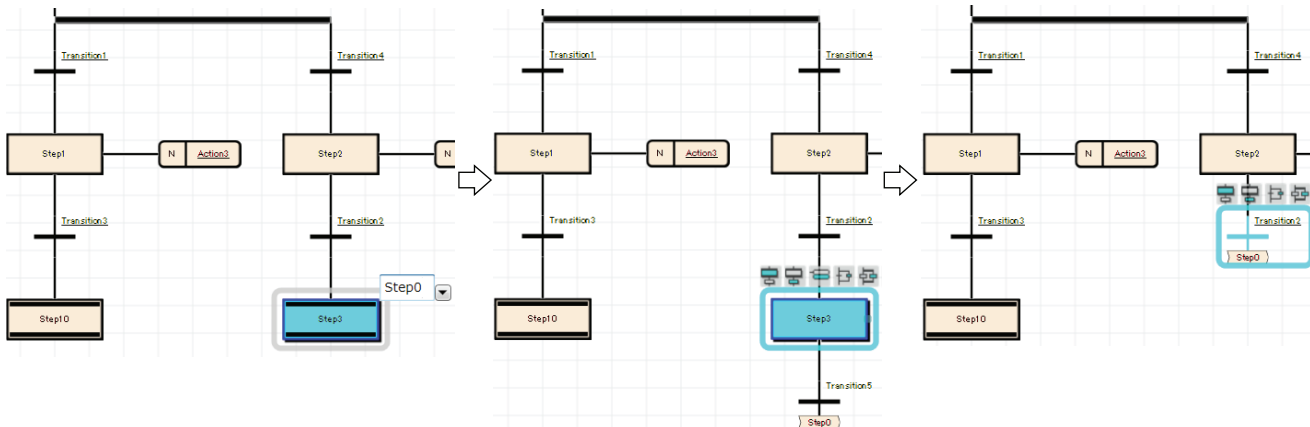 Transition1
Transition4
Step1
N
Action3
Step2
N
Transition3
Transition2
Step0
Step10
Step3
Transition1
Transition4
Step1
N
Action3
Step2
Transition3
Transition2
Step10
Step3
Transition5
Step0
Transition1
Transition4
Step1
N
Action3
Step2
Transition3
Transition2
Step0
Step10